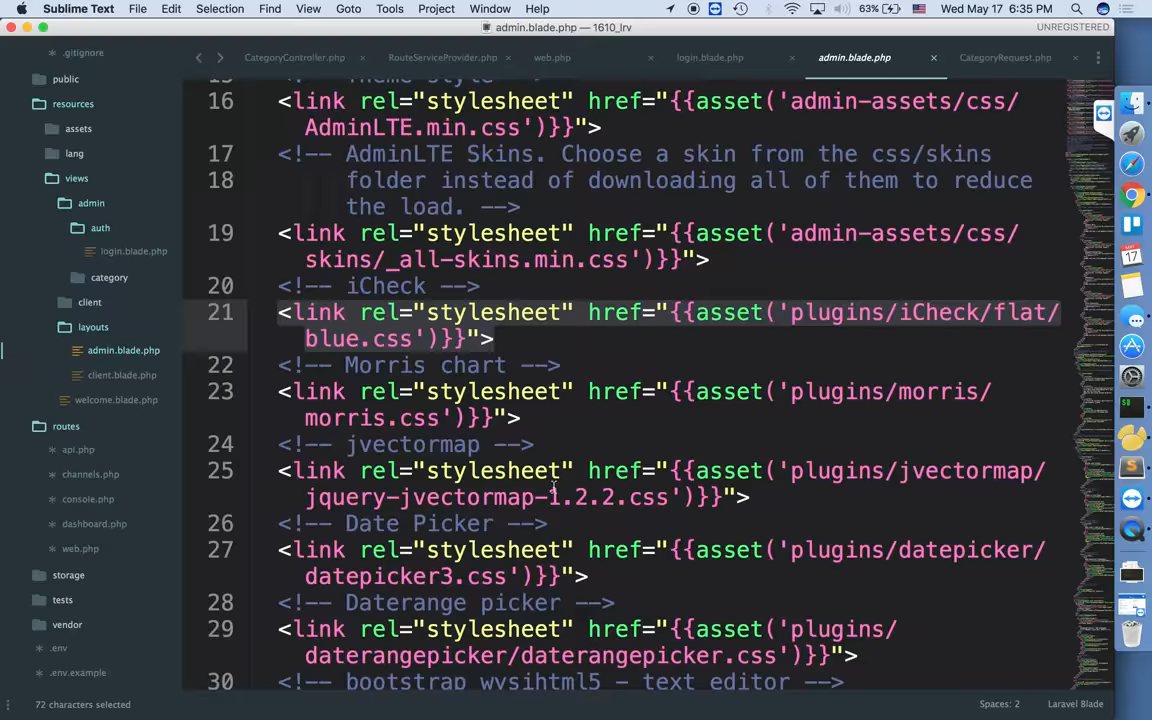 Sublime Text File Edit Selection Find View Goto Tools Project Window Help 63% Wed May 17 6:35 PM
admin.blade.php — 1610_lrv UNREGISTERED
CategoryController.php × RouteServiceProvider.php × web.php × login.blade.php × admin.blade.php × CategoryRequest.php ×
.gitignore
public
resources
assets
lang
views
admin
auth
login.blade.php
category
client
layouts
admin.blade.php
client.blade.php
welcome.blade.php
routes
api.php
channels.php
console.php
dashboard.php
web.php
storage
tests
vendor
.env
.env.example
16 <link rel="stylesheet" href="{{asset('admin-assets/css/
AdminLTE.min.css')}}">
17 <!-- AdminLTE Skins. Choose a skin from the css/skins
18 folder instead of downloading all of them to reduce
the load. -->
19 <link rel="stylesheet" href="{{asset('admin-assets/css/
skins/_all-skins.min.css')}}">
20 <!-- iCheck -->
21 <link rel="stylesheet" href="{{asset('plugins/iCheck/flat/
blue.css')}}">
22 <!-- Morris chart -->
23 <link rel="stylesheet" href="{{asset('plugins/morris/
morris.css')}}">
24 <!-- jvectormap -->
25 <link rel="stylesheet" href="{{asset('plugins/jvectormap/
jquery-jvectormap-1.2.2.css')}}">
26 <!-- Date Picker -->
27 <link rel="stylesheet" href="{{asset('plugins/datepicker/
datepicker3.css')}}">
28 <!-- Daterange picker -->
29 <link rel="stylesheet" href="{{asset('plugins/
daterangepicker/daterangepicker.css')}}">
30 <!-- bootstrap wysihtml5 - text editor -->
72 characters selected Spaces: 2 Laravel Blade